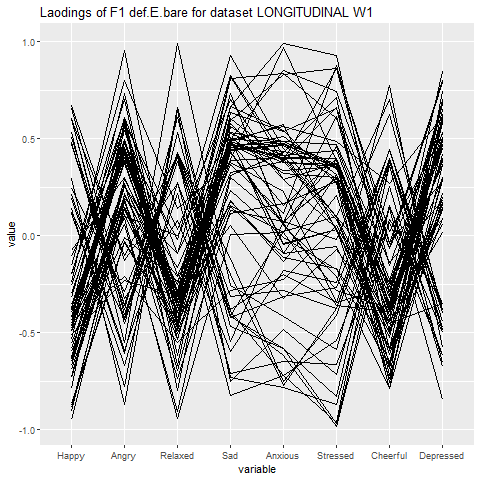 Laodings of F1 def.E.bare for dataset LONGITUDINAL W1
1.0
0.5
0.0
-0.5
-1.0
value
Happy Angry Relaxed Sad Anxious Stressed Cheerful Depressed
variable